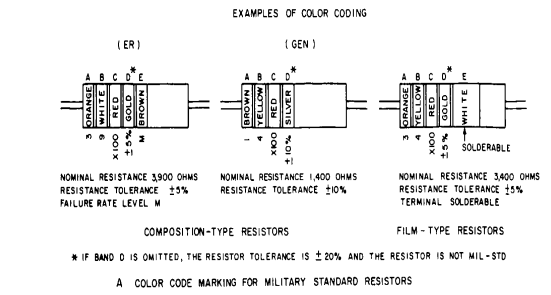 EXAMPLES OF COLOR CODING
(ER)
(GEN)
A B C D* E
A B C D*
A B C D* E
ORANGE WHITE RED GOLD BROWN
BROWN YELLOW RED SILVER
ORANGE YELLOW RED GOLD WHITE
3 9 X100 ±5% M
1 4 X100 ±10%
3 4 X100 ±5%
SOLDERABLE
NOMINAL RESISTANCE 3,900 OHMS
RESISTANCE TOLERANCE ±5%
FAILURE RATE LEVEL M
NOMINAL RESISTANCE 1,400 OHMS
RESISTANCE TOLERANCE ±10%
NOMINAL RESISTANCE 3,400 OHMS
RESISTANCE TOLERANCE ±5%
TERMINAL SOLDERABLE
COMPOSITION-TYPE RESISTORS
FILM-TYPE RESISTORS
* IF BAND D IS OMITTED, THE RESISTOR TOLERANCE IS ±20% AND THE RESISTOR IS NOT MIL-STD
A COLOR CODE MARKING FOR MILITARY STANDARD RESISTORS